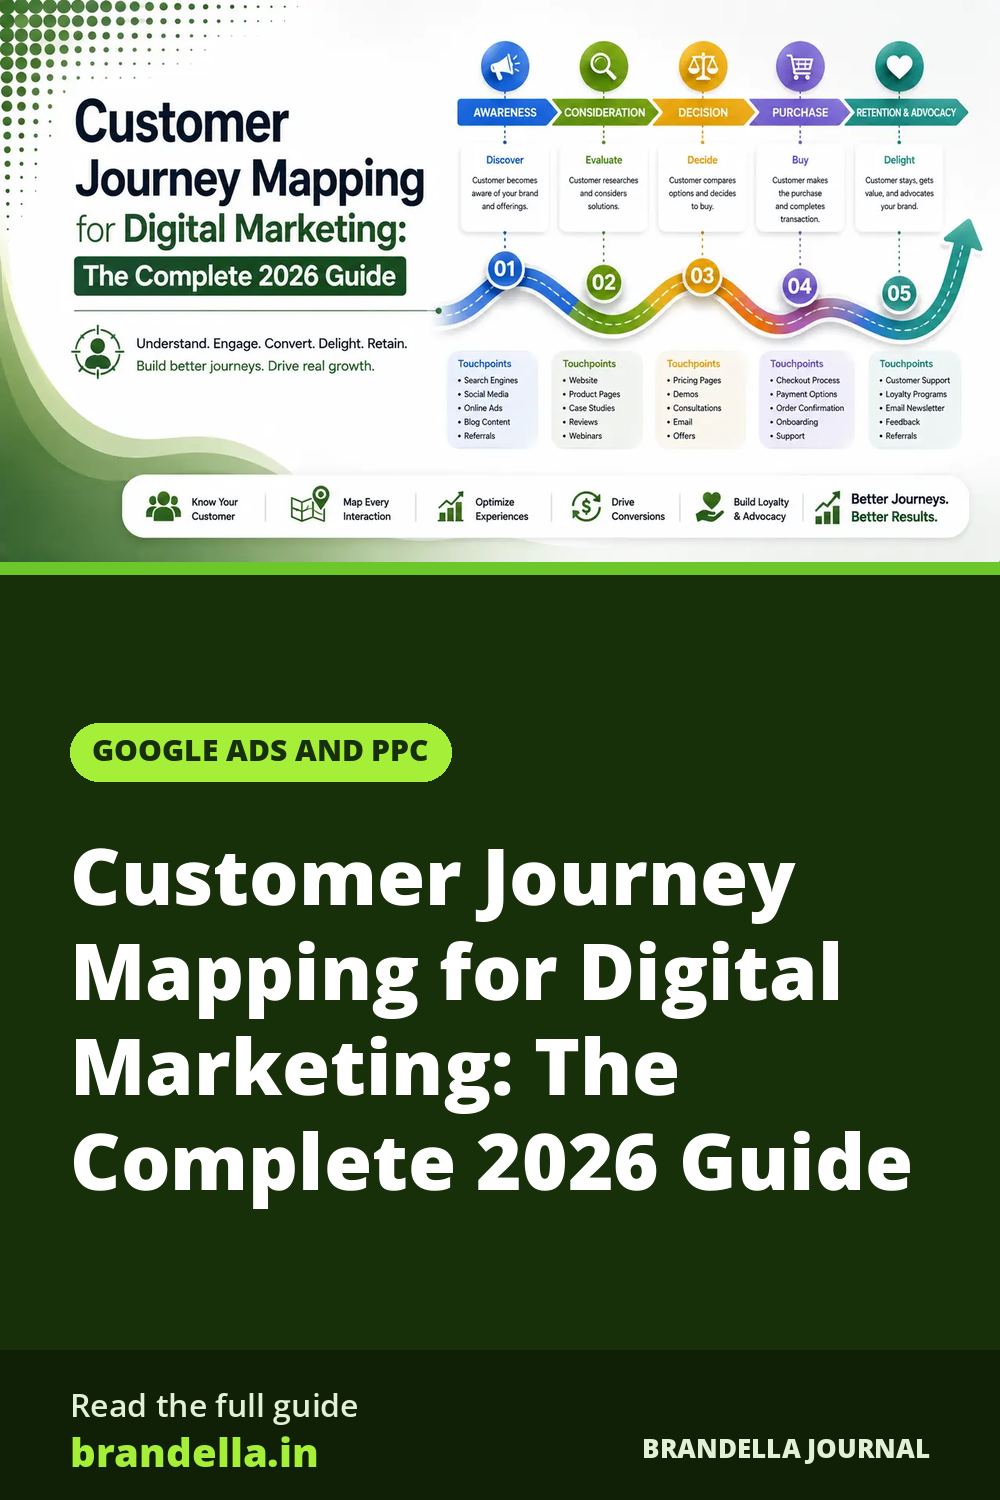 Customer
Journey Mapping
for Digital Marketing:
The Complete 2026 Guide
Understand. Engage. Convert. Delight. Retain.
Build better journeys. Drive real growth.
AWARENESS
CONSIDERATION
DECISION
PURCHASE
RETENTION & ADVOCACY
Discover
Customer becomes
aware of your brand
and offerings.
Evaluate
Customer researches
and considers
solutions.
Decide
Customer compares
options and decides
to buy.
Buy
Customer makes
the purchase
and completes
transaction.
Delight
Customer stays, gets
value, and advocates
your brand.
01
02
03
04
05
Touchpoints
• Search Engines
• Social Media
• Online Ads
• Blog Content
• Referrals
Touchpoints
• Website
• Product Pages
• Case Studies
• Reviews
• Webinars
Touchpoints
• Pricing Pages
• Demos
• Consultations
• Email
• Offers
Touchpoints
• Checkout Process
• Payment Options
• Order Confirmation
• Onboarding
• Support
Touchpoints
• Customer Support
• Loyalty Programs
• Email Newsletter
• Feedback
• Referrals
Know Your
Customer
Map Every
Interaction
Optimize
Experiences
$
Drive
Conversions
Build Loyalty
& Advocacy
Better Journeys.
Better Results.
GOOGLE ADS AND PPC
Customer Journey
Mapping for Digital
Marketing: The
Complete 2026 Guide
Read the full guide
brandella.in
BRANDELLA JOURNAL